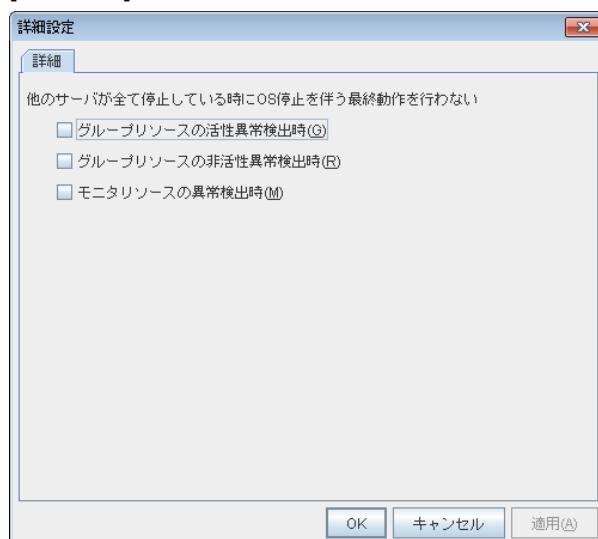 詳細設定
詳細
他のサーバが全て停止している時にOS停止を伴う最終動作を行わない
グループリソースの活性異常検出時(G)
グループリソースの非活性異常検出時(R)
モニタリソースの異常検出時(M)
OK キャンセル 適用(A)